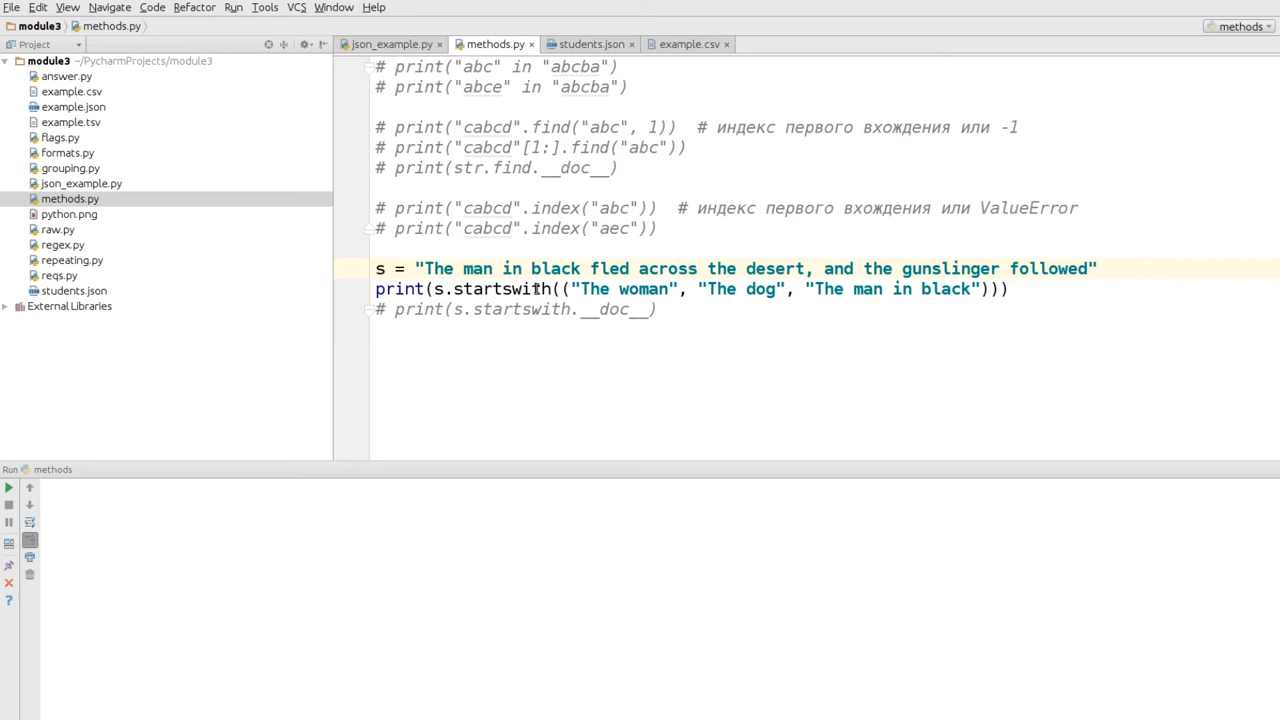 File Edit View Navigate Code Refactor Run Tools VCS Window Help
module3 methods.py methods
Project json_example.py methods.py students.json example.csv
module3 ~/PycharmProjects/module3
answer.py
example.csv
example.json
example.tsv
flags.py
formats.py
grouping.py
json_example.py
methods.py
python.png
raw.py
regex.py
repeating.py
reqs.py
students.json
External Libraries
# print("abc" in "abcba")
# print("abce" in "abcba")
# print("cabcd".find("abc", 1))  # индекс первого вхождения или -1
# print("cabcd"[1:].find("abc"))
# print(str.find.__doc__)
# print("cabcd".index("abc"))  # индекс первого вхождения или ValueError
# print("cabcd".index("aec"))
s = "The man in black fled across the desert, and the gunslinger followed"
print(s.startswith(("The woman", "The dog", "The man in black")))
# print(s.startswith.__doc__)
Run methods